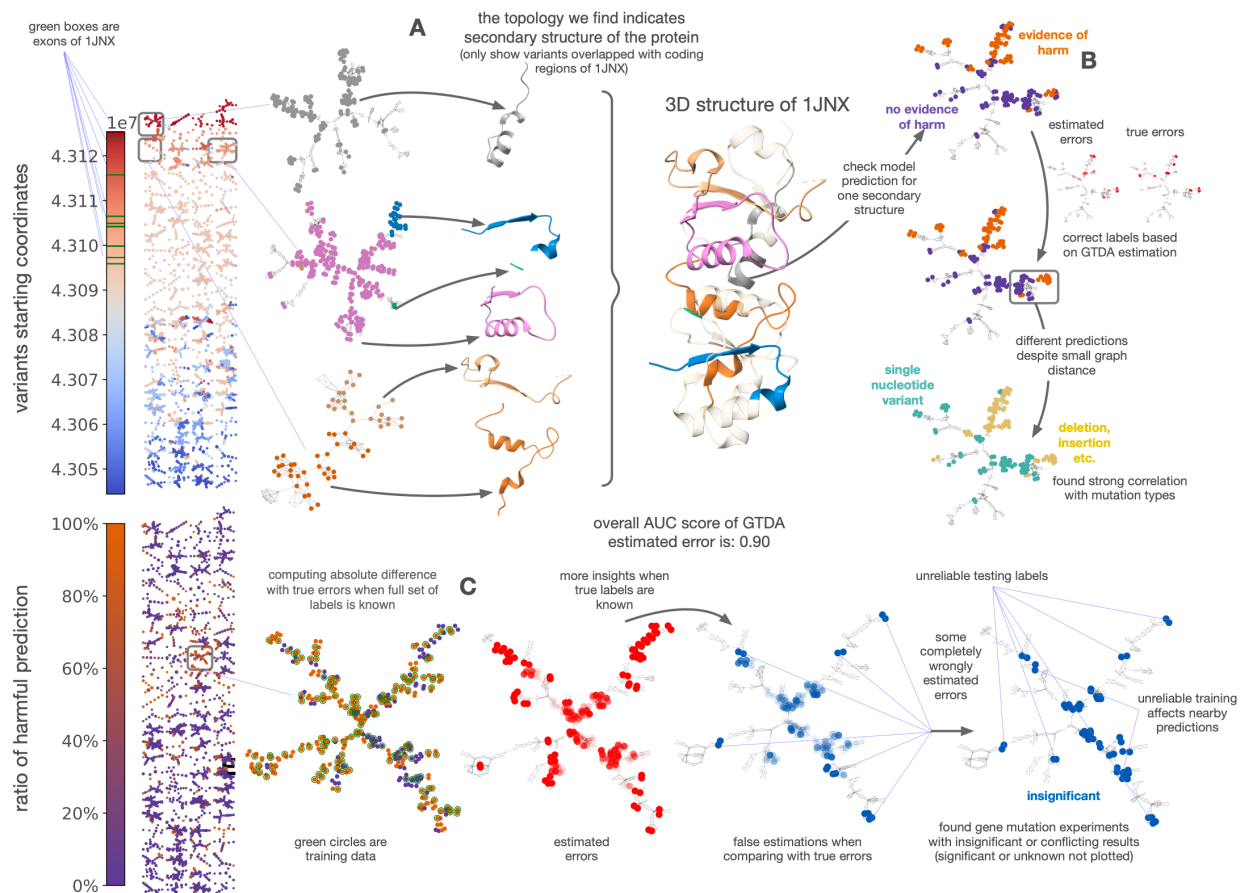 green boxes are
exons of 1JNX
A
the topology we find indicates
secondary structure of the protein
(only show variants overlapped with coding
regions of 1JNX)
variants starting coordinates
1e7
4.312
4.311
4.310
4.309
4.308
4.307
4.306
4.305
3D structure of 1JNX
check model
prediction for
one secondary
structure
B
evidence of
harm
no evidence
of harm
estimated
errors
true errors
correct labels based
on GTDA estimation
different predictions
despite small graph
distance
single
nucleotide
variant
deletion,
insertion
etc.
found strong correlation
with mutation types
overall AUC score of GTDA
estimated error is: 0.90
ratio of harmful prediction
100%
80%
60%
40%
20%
0%
C
computing absolute difference
with true errors when full set of
labels is known
green circles are
training data
more insights when
true labels are
known
estimated
errors
false estimations when
comparing with true errors
some
completely
wrongly
estimated
errors
unreliable testing labels
unreliable training
affects nearby
predictions
insignificant
found gene mutation experiments
with insignificant or conflicting results
(significant or unknown not plotted)